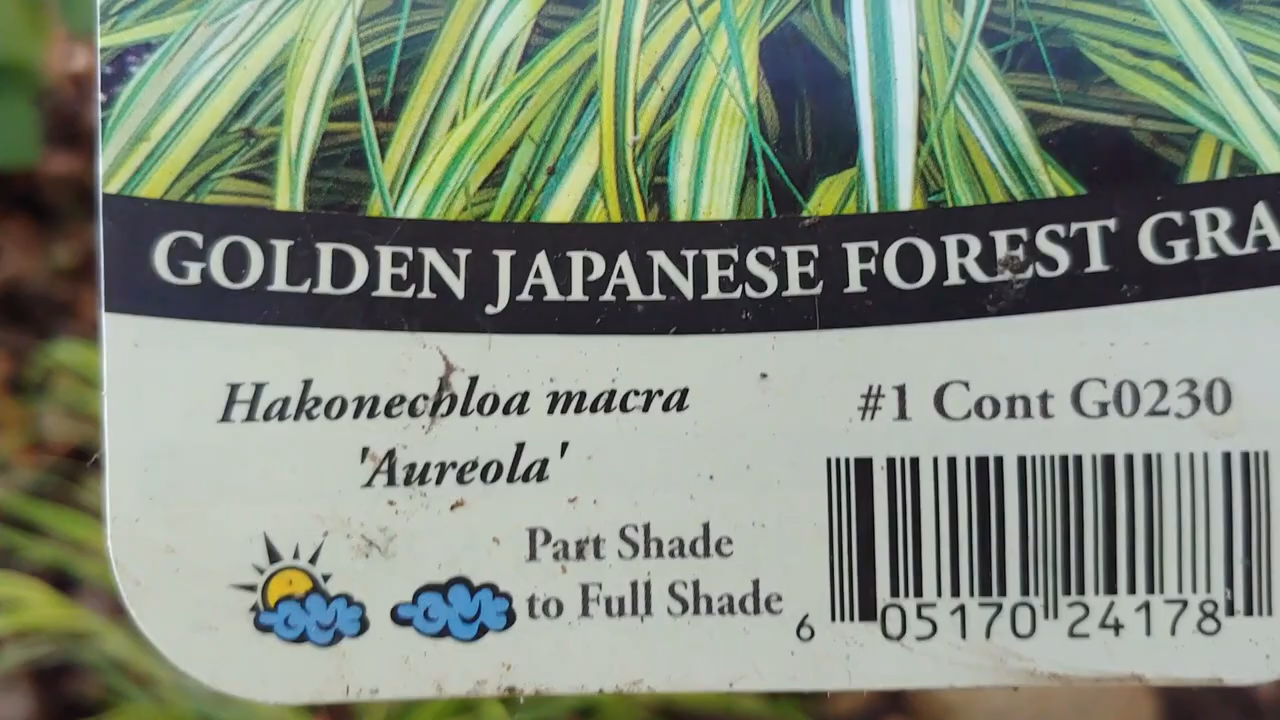 GOLDEN JAPANESE FOREST GRA
Hakonechloa macra
'Aureola'
#1 Cont G0230
Part Shade
to Full Shade
6 05170 24178